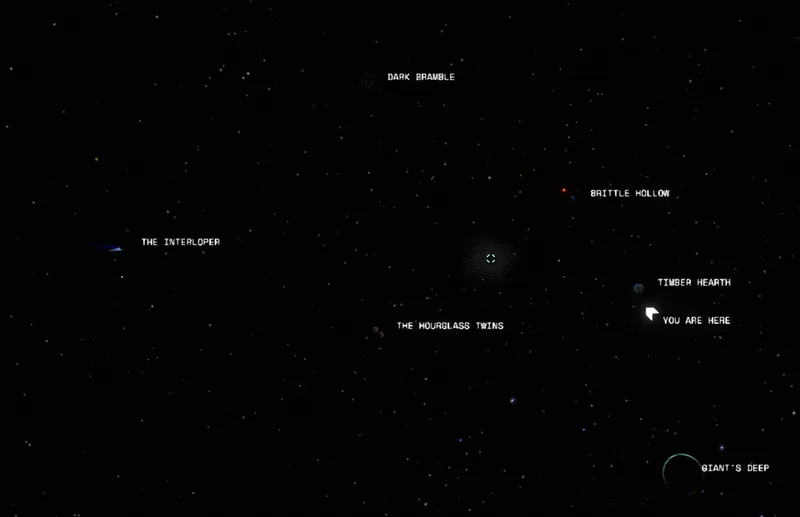 DARK BRAMBLE
BRITTLE HOLLOW
THE INTERLOPER
TIMBER HEARTH
YOU ARE HERE
THE HOURGLASS TWINS
GIANT'S DEEP